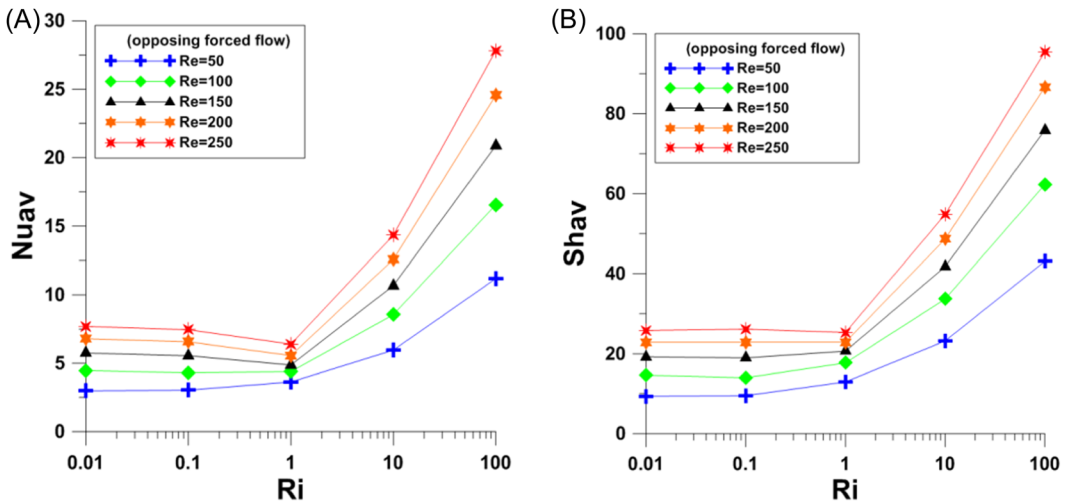 (A)
30
25
20
15
10
5
0
Nuav
(opposing forced flow)
Re=50
Re=100
Re=150
Re=200
Re=250
0.01 0.1 1 10 100
Ri
(B)
100
80
60
40
20
0
Shav
(opposing forced flow)
Re=50
Re=100
Re=150
Re=200
Re=250
0.01 0.1 1 10 100
Ri